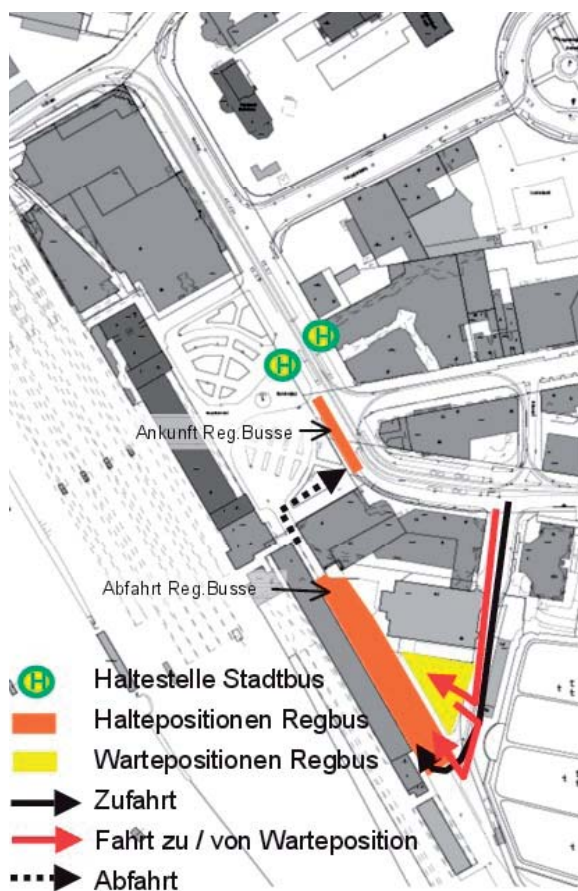 H
H
Ankunft Reg.Busse
Abfahrt Reg.Busse
H Haltestelle Stadtbus
Haltepositionen Regbus
Wartepositionen Regbus
Zufahrt
Fahrt zu / von Warteposition
Abfahrt